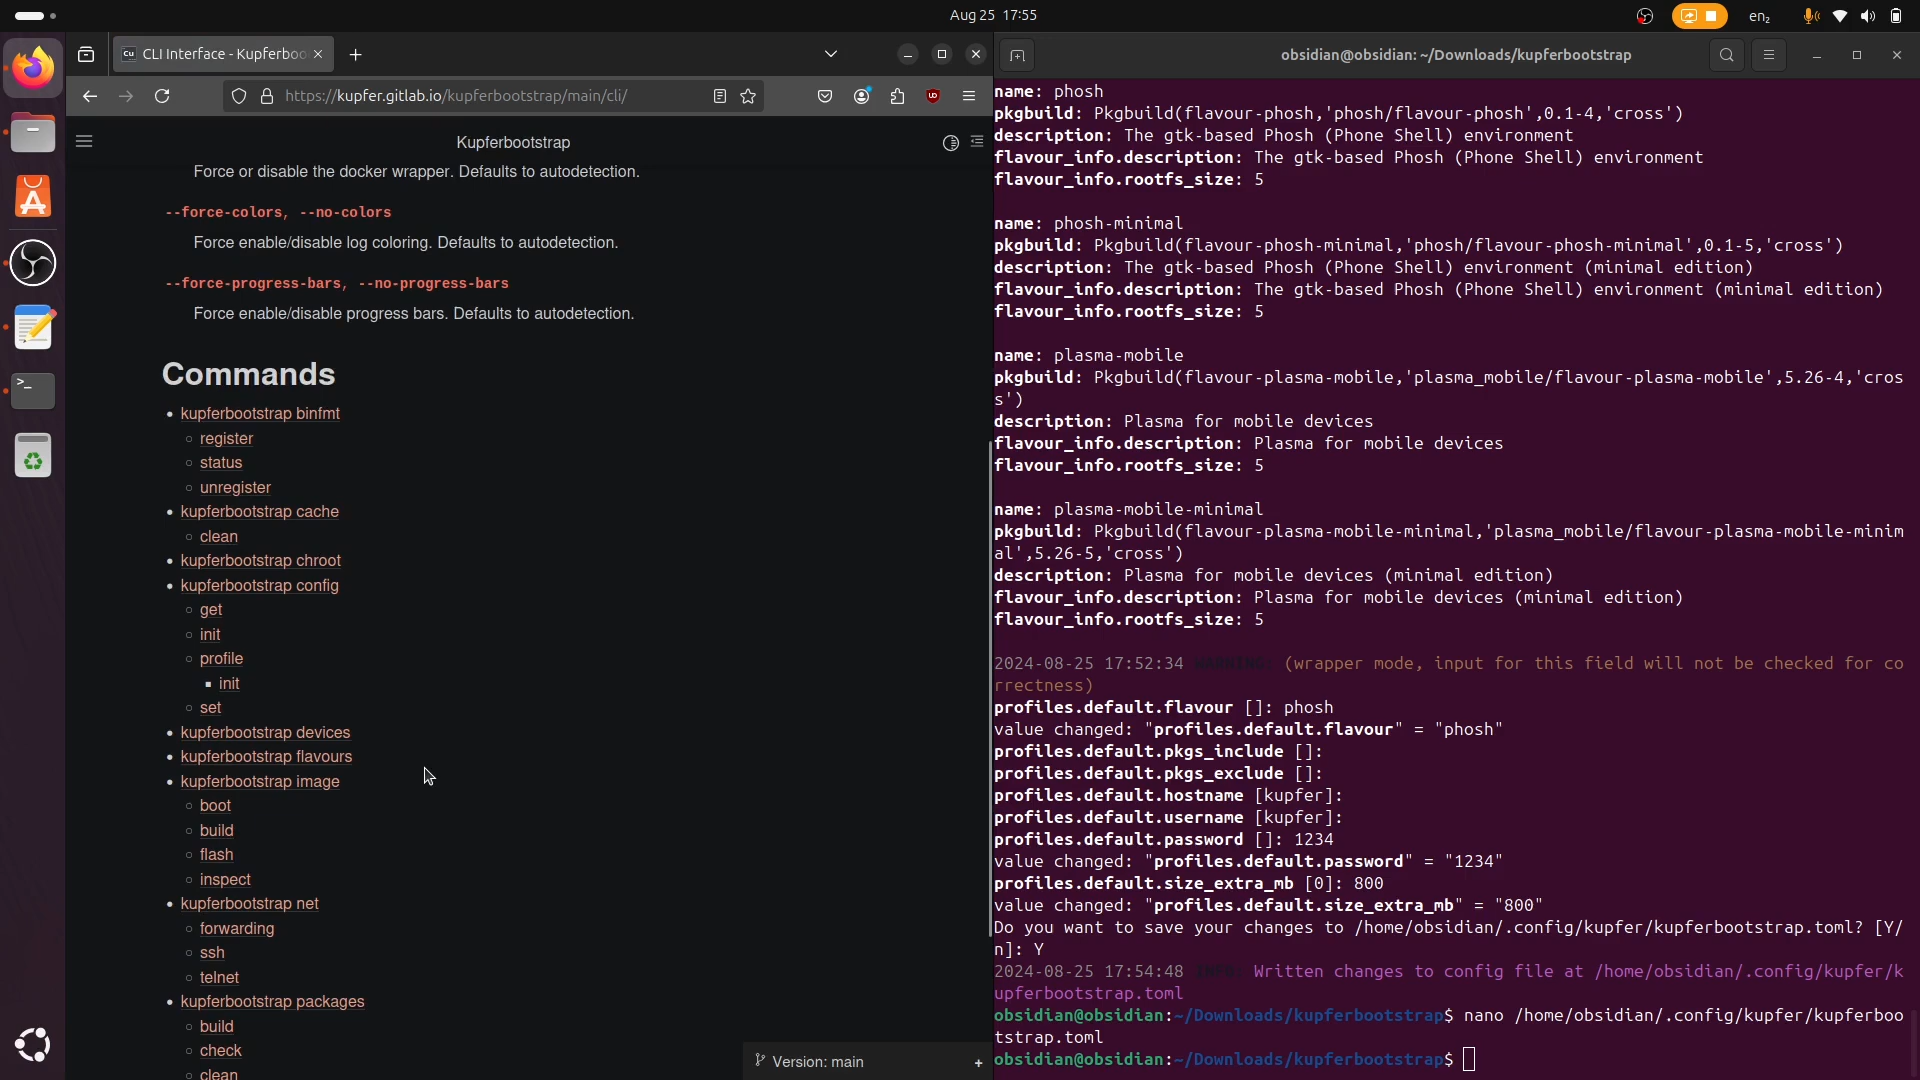 Aug 25 17:55
en₂
CLI Interface - Kupferboo
https://kupfer.gitlab.io/kupferbootstrap/main/cli/
Kupferbootstrap
Force or disable the docker wrapper. Defaults to autodetection.
--force-colors, --no-colors
Force enable/disable log coloring. Defaults to autodetection.
--force-progress-bars, --no-progress-bars
Force enable/disable progress bars. Defaults to autodetection.
Commands
kupferbootstrap binfmt
register
status
unregister
kupferbootstrap cache
clean
kupferbootstrap chroot
kupferbootstrap config
get
init
profile
init
set
kupferbootstrap devices
kupferbootstrap flavours
kupferbootstrap image
boot
build
flash
inspect
kupferbootstrap net
forwarding
ssh
telnet
kupferbootstrap packages
build
check
clean
Version: main
obsidian@obsidian: ~/Downloads/kupferbootstrap
name: phosh
pkgbuild: Pkgbuild(flavour-phosh,'phosh/flavour-phosh',0.1-4,'cross')
description: The gtk-based Phosh (Phone Shell) environment
flavour_info.description: The gtk-based Phosh (Phone Shell) environment
flavour_info.rootfs_size: 5
name: phosh-minimal
pkgbuild: Pkgbuild(flavour-phosh-minimal,'phosh/flavour-phosh-minimal',0.1-5,'cross')
description: The gtk-based Phosh (Phone Shell) environment (minimal edition)
flavour_info.description: The gtk-based Phosh (Phone Shell) environment (minimal edition)
flavour_info.rootfs_size: 5
name: plasma-mobile
pkgbuild: Pkgbuild(flavour-plasma-mobile,'plasma_mobile/flavour-plasma-mobile',5.26-4,'cros
s')
description: Plasma for mobile devices
flavour_info.description: Plasma for mobile devices
flavour_info.rootfs_size: 5
name: plasma-mobile-minimal
pkgbuild: Pkgbuild(flavour-plasma-mobile-minimal,'plasma_mobile/flavour-plasma-mobile-minim
al',5.26-5,'cross')
description: Plasma for mobile devices (minimal edition)
flavour_info.description: Plasma for mobile devices (minimal edition)
flavour_info.rootfs_size: 5
2024-08-25 17:52:34 WARNING: (wrapper mode, input for this field will not be checked for co
rrectness)
profiles.default.flavour []: phosh
value changed: "profiles.default.flavour" = "phosh"
profiles.default.pkgs_include []:
profiles.default.pkgs_exclude []:
profiles.default.hostname [kupfer]:
profiles.default.username [kupfer]:
profiles.default.password []: 1234
value changed: "profiles.default.password" = "1234"
profiles.default.size_extra_mb [0]: 800
value changed: "profiles.default.size_extra_mb" = "800"
Do you want to save your changes to /home/obsidian/.config/kupfer/kupferbootstrap.toml? [Y/
n]: Y
2024-08-25 17:54:48 INFO: Written changes to config file at /home/obsidian/.config/kupfer/k
upferbootstrap.toml
obsidian@obsidian:~/Downloads/kupferbootstrap$ nano /home/obsidian/.config/kupfer/kupferboo
tstrap.toml
obsidian@obsidian:~/Downloads/kupferbootstrap$